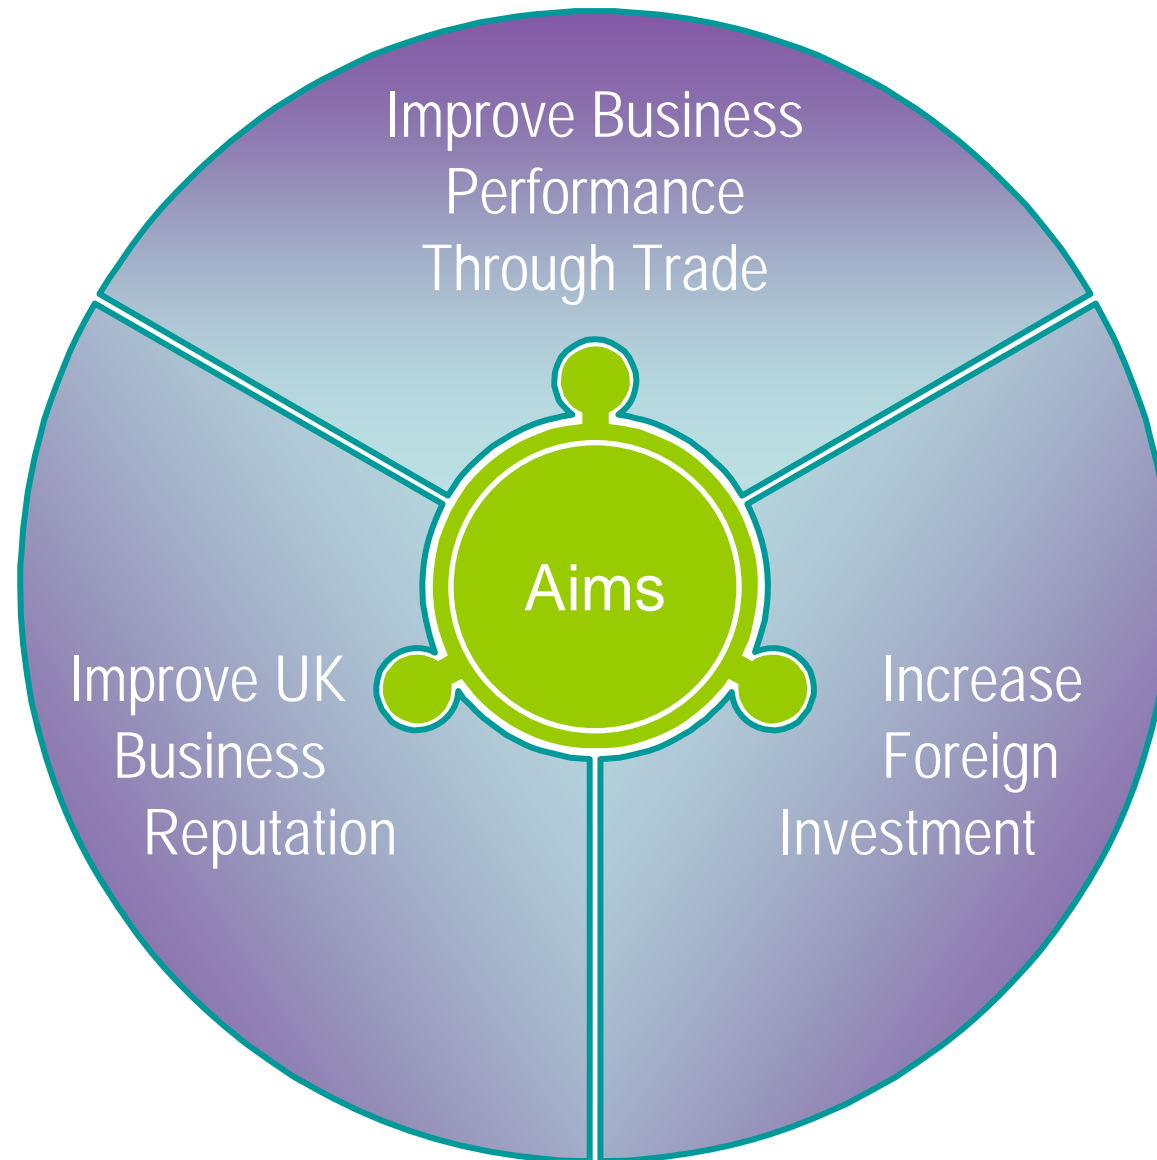 Improve Business
Performance
Through Trade
Aims
Improve UK
Business
Reputation
Increase
Foreign
Investment